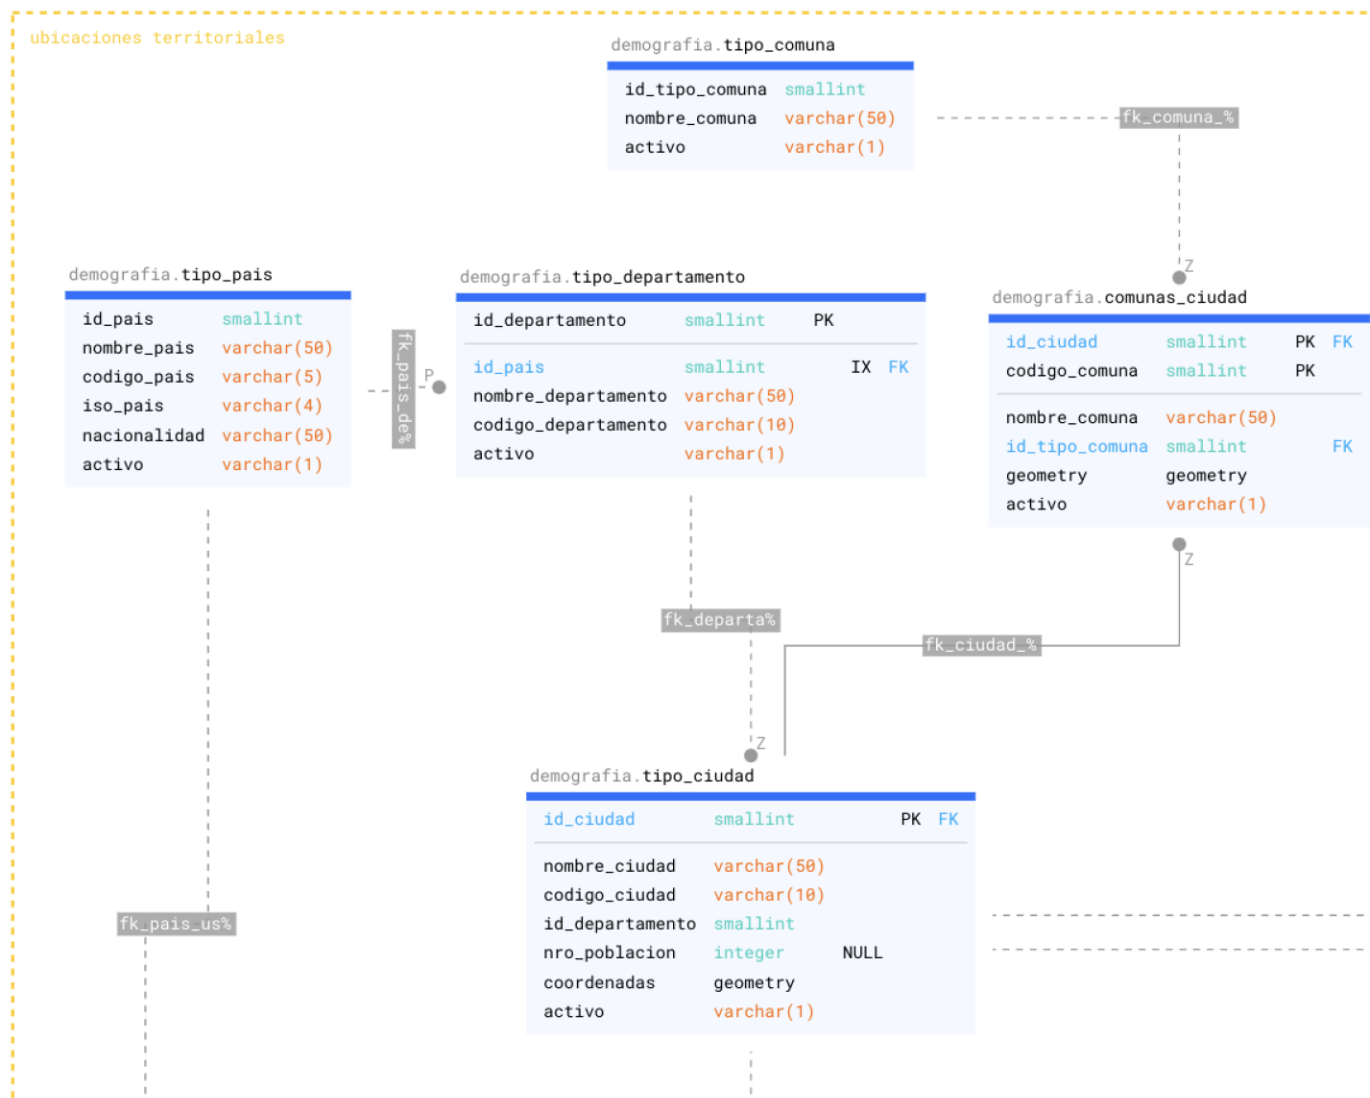 ubicaciones territoriales
demografia.tipo_comuna
id_tipo_comuna smallint
nombre_comuna varchar(50)
activo varchar(1)
fk_comuna_%
Z
demografia.tipo_pais
id_pais smallint
nombre_pais varchar(50)
codigo_pais varchar(5)
iso_pais varchar(4)
nacionalidad varchar(50)
activo varchar(1)
fk_pais_de%
P
demografia.tipo_departamento
id_departamento smallint PK
id_pais smallint IX FK
nombre_departamento varchar(50)
codigo_departamento varchar(10)
activo varchar(1)
demografia.comunas_ciudad
id_ciudad smallint PK FK
codigo_comuna smallint PK
nombre_comuna varchar(50)
id_tipo_comuna smallint FK
geometry geometry
activo varchar(1)
Z
fk_departa%
fk_ciudad_%
Z
demografia.tipo_ciudad
id_ciudad smallint PK FK
nombre_ciudad varchar(50)
codigo_ciudad varchar(10)
id_departamento smallint
nro_poblacion integer NULL
coordenadas geometry
activo varchar(1)
fk_pais_us%